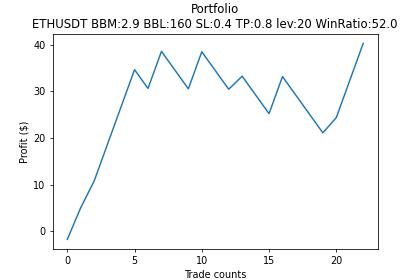 Portfolio
ETHUSDT BBM:2.9 BBL:160 SL:0.4 TP:0.8 lev:20 WinRatio:52.0
40
30
20
10
0
Profit ($)
0 5 10 15 20
Trade counts